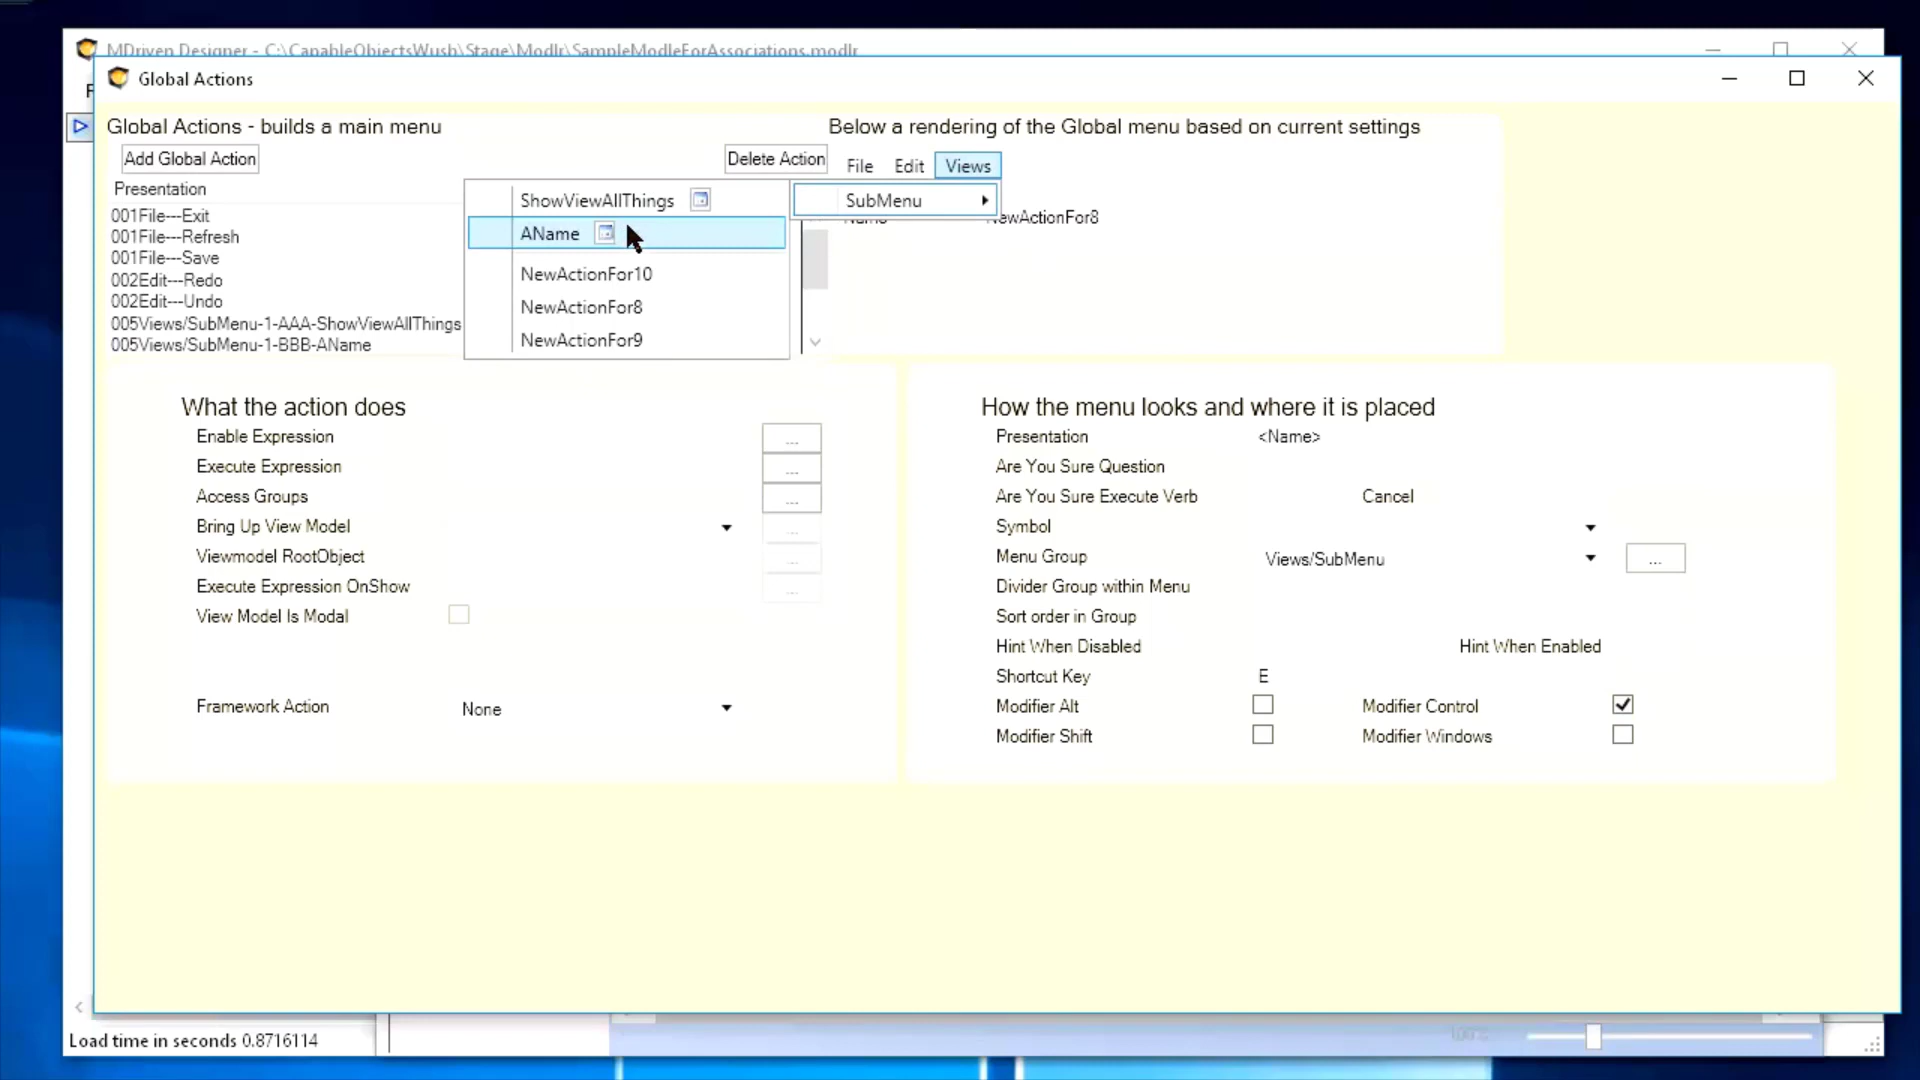 MDriven Designer - C:\CapableObjectsWush\Stage\Modlr\SampleModleForAssociations.modlr
Global Actions
Global Actions - builds a main menu
Below a rendering of the Global menu based on current settings
Add Global Action
Delete Action
File
Edit
Views
Presentation
ShowViewAllThings
SubMenu
001File---Exit
NewActionFor8
001File---Refresh
AName
001File---Save
NewActionFor10
002Edit---Redo
002Edit---Undo
NewActionFor8
005Views/SubMenu-1-AAA-ShowViewAllThings
005Views/SubMenu-1-BBB-AName
NewActionFor9
What the action does
Enable Expression
...
Execute Expression
...
Access Groups
...
Bring Up View Model
...
Viewmodel RootObject
...
Execute Expression OnShow
...
View Model Is Modal
Framework Action
None
How the menu looks and where it is placed
Presentation
<Name>
Are You Sure Question
Are You Sure Execute Verb
Cancel
Symbol
Menu Group
Views/SubMenu
...
Divider Group within Menu
Sort order in Group
Hint When Disabled
Hint When Enabled
Shortcut Key
E
Modifier Alt
Modifier Control
Modifier Shift
Modifier Windows
Load time in seconds 0.8716114